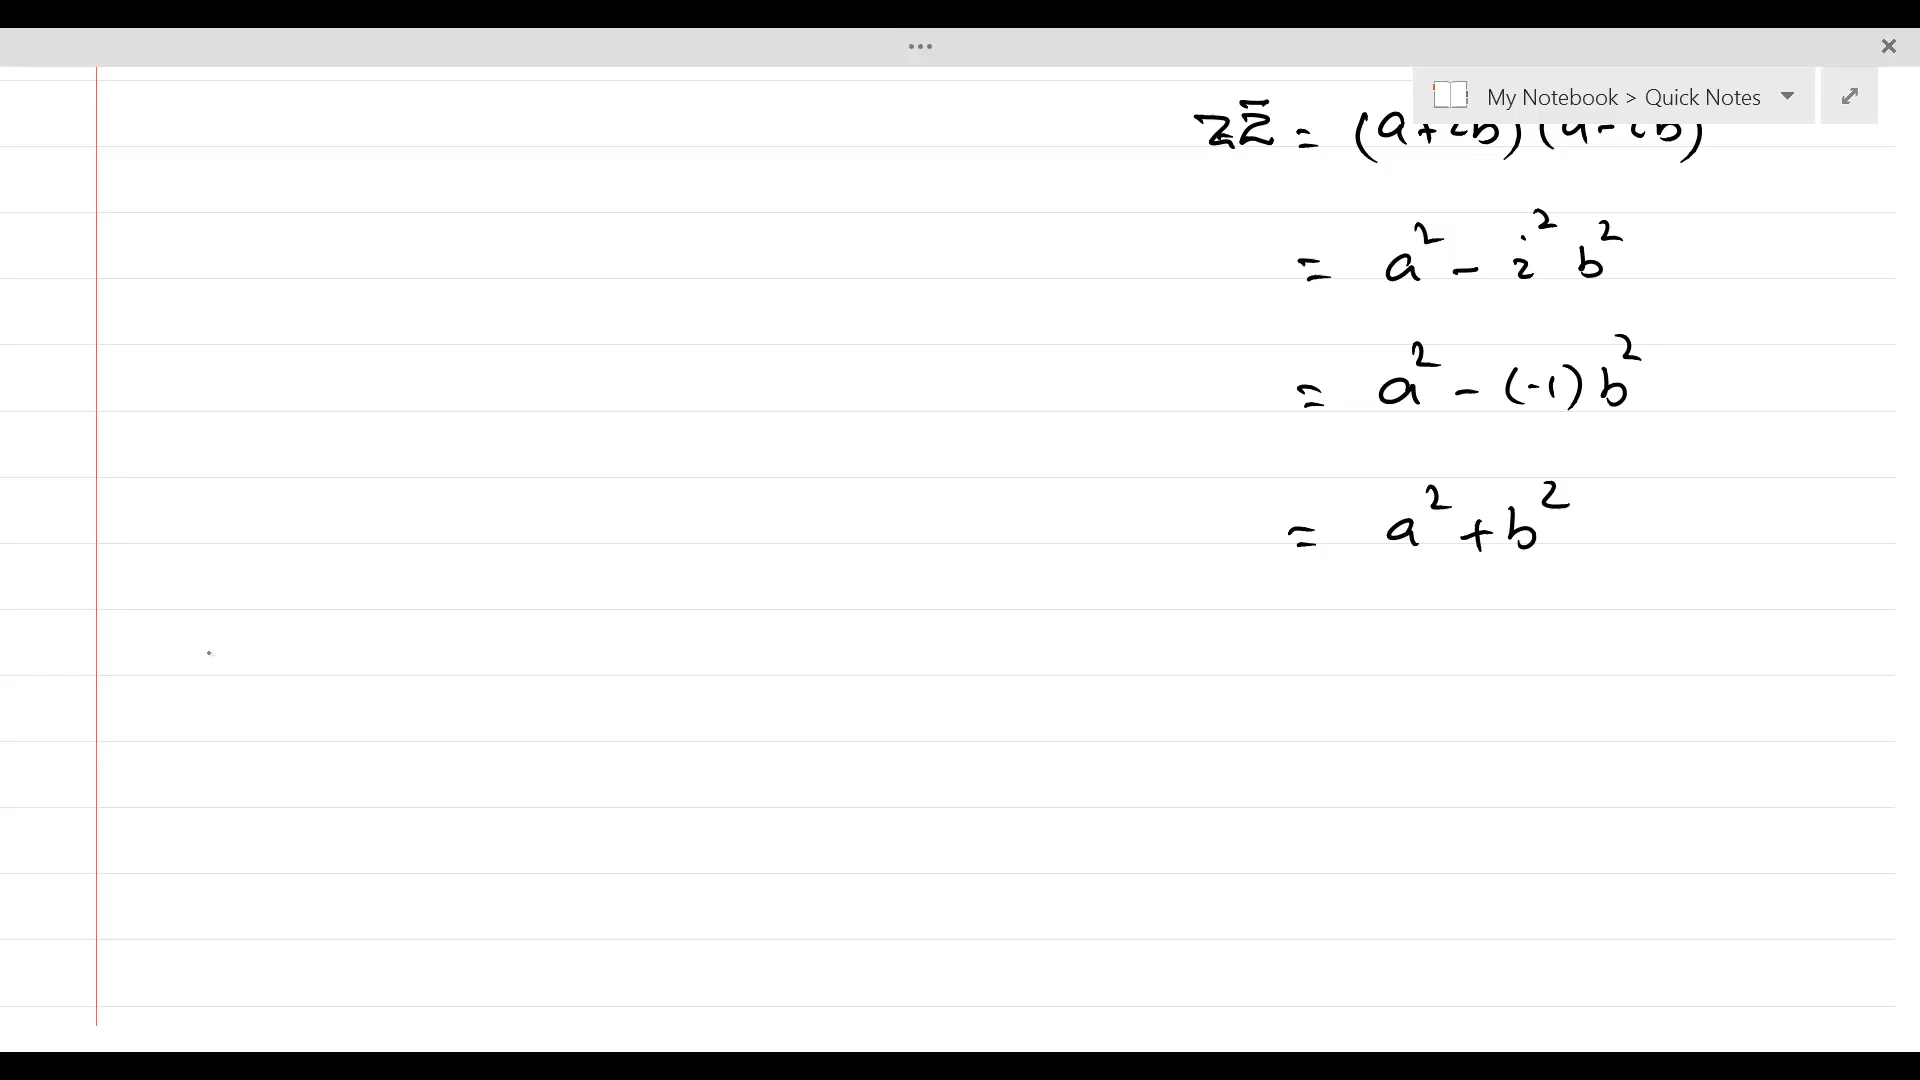 My Notebook > Quick Notes
zz̄ = (a+ib)(a-ib)
= a² - i² b²
= a² - (-1) b²
= a² + b²